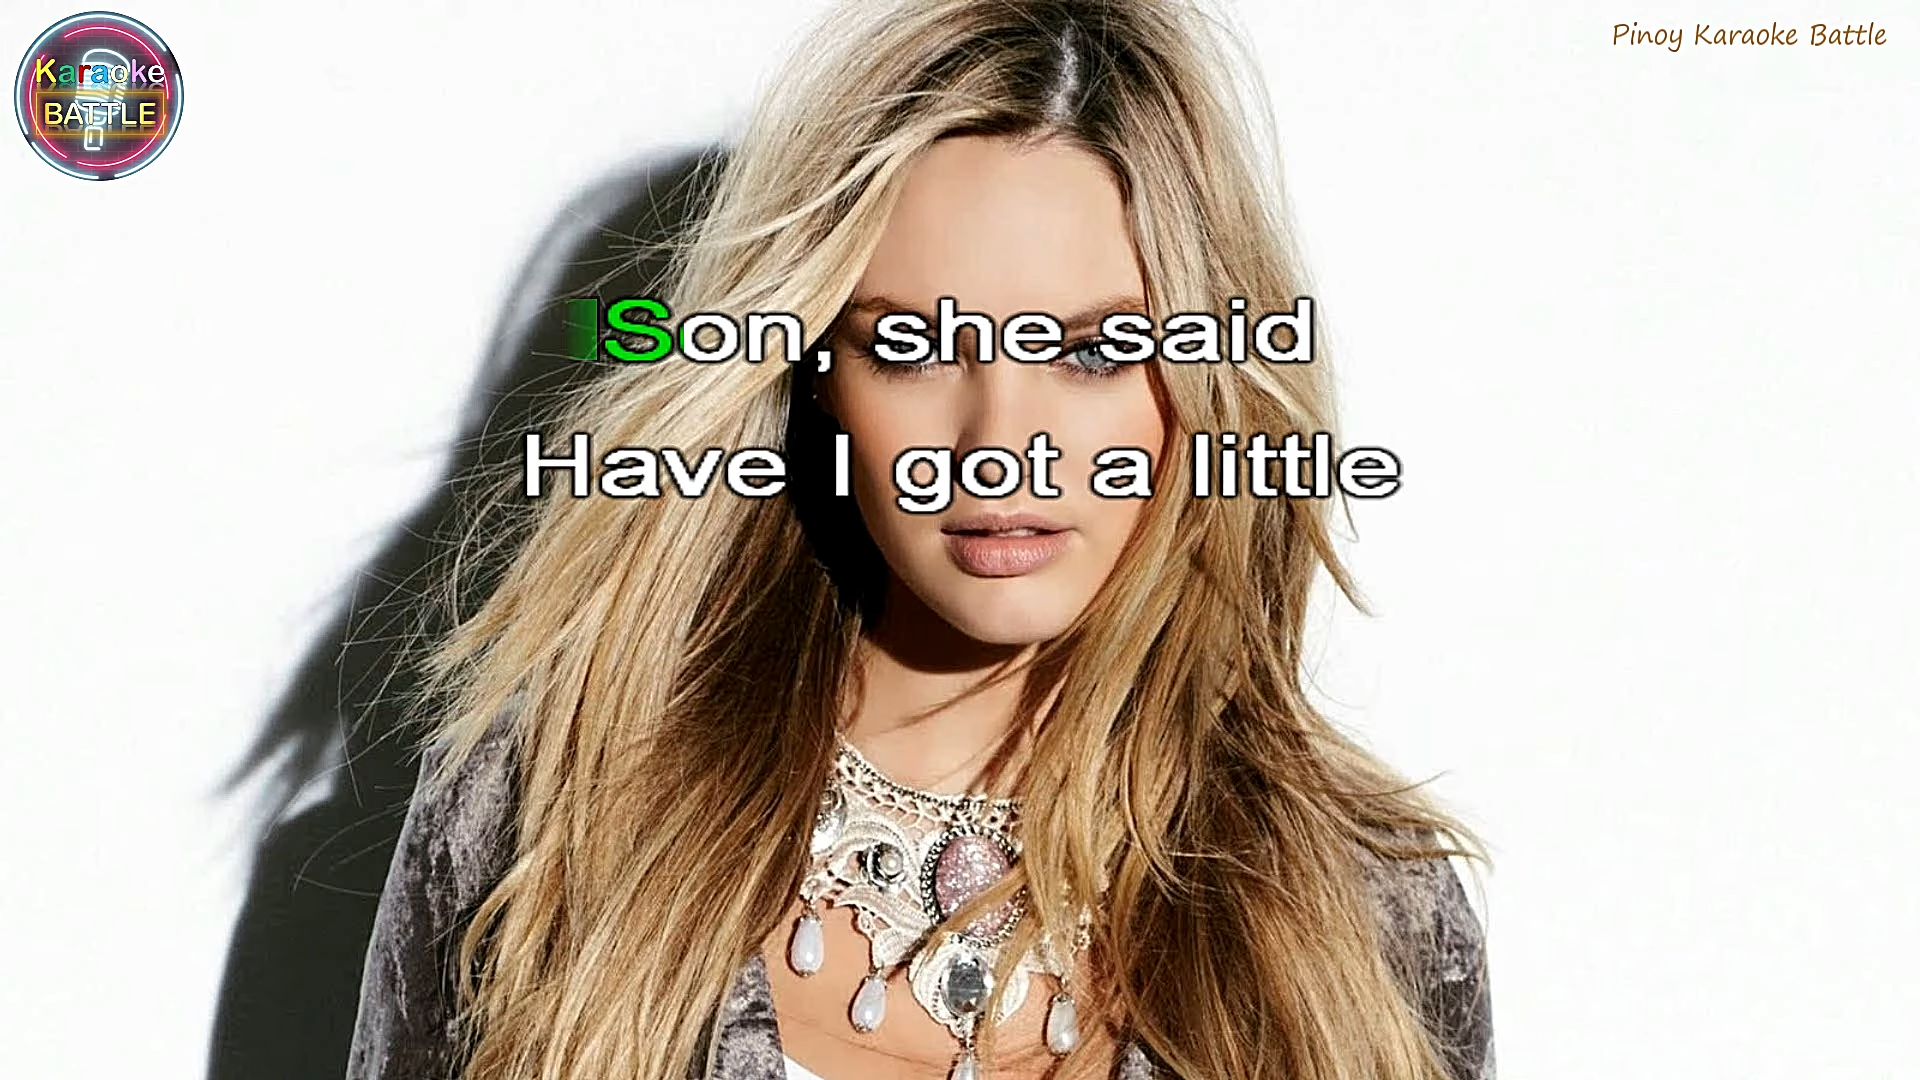 Karaoke
BATTLE
Pinoy Karaoke Battle
Son, she said
Have I got a little